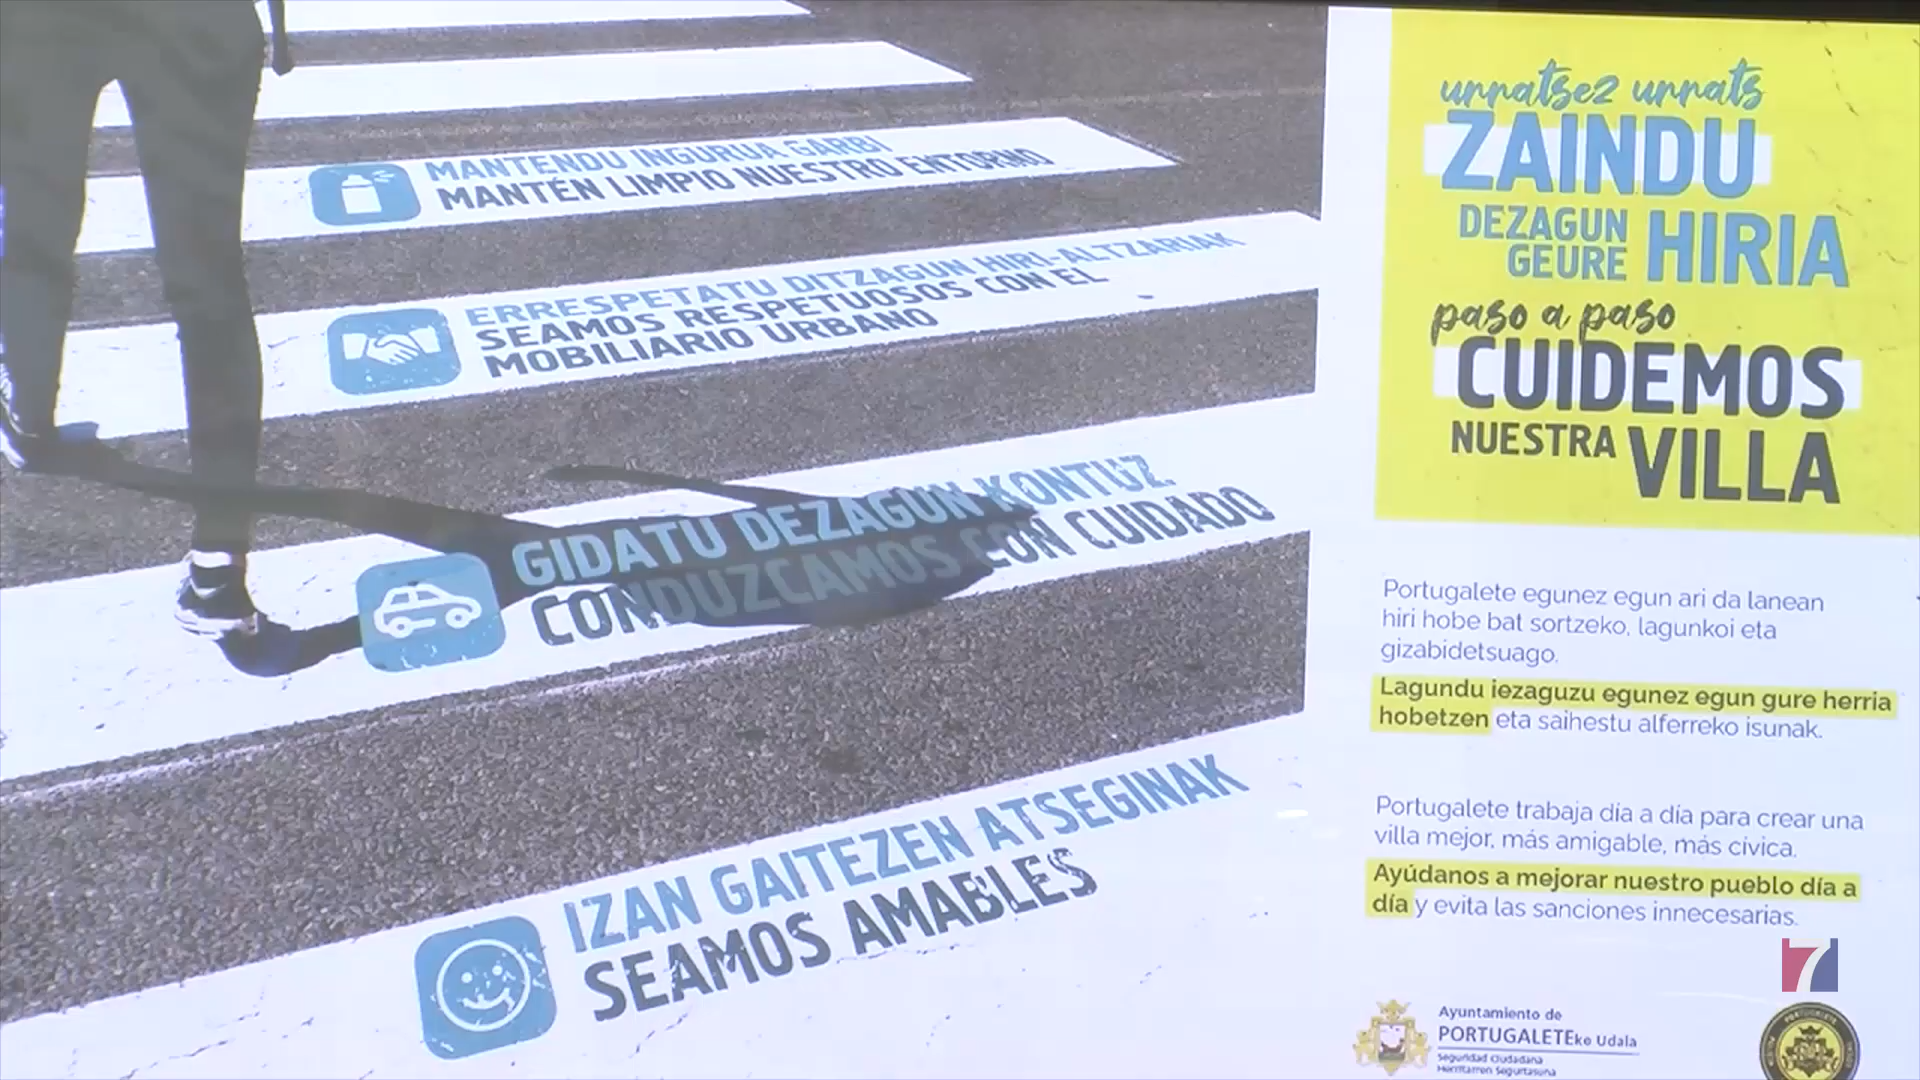 MANTENDU INGURUA GARBI
MANTÉN LIMPIO NUESTRO ENTORNO
ERRESPETATU DITZAGUN HIRI-ALTZARIAK
SEAMOS RESPETUOSOS CON EL
MOBILIARIO URBANO
GIDATU DEZAGUN KONTUZ.
CONDUZCAMOS CON CUIDADO
IZAN GAITEZEN ATSEGINAK
SEAMOS AMABLES
urratsez urrats
ZAINDU
DEZAGUN
GEURE HIRIA
paso a paso
CUIDEMOS
NUESTRA VILLA
Portugalete egunez egun ari da lanean
hiri hobe bat sortzeko, lagunkoi eta
gizabidetsuago.
Lagundu iezaguzu egunez egun gure herria
hobetzen eta saihestu alferreko isunak.
Portugalete trabaja día a día para crear una
villa mejor, más amigable, más cívica.
Ayúdanos a mejorar nuestro pueblo día a
día y evita las sanciones innecesarias.
7
Ayuntamiento de
PORTUGALETEko Udala
Seguridad Ciudadana
Herritarren Segurtasuna
PORTUGALETE